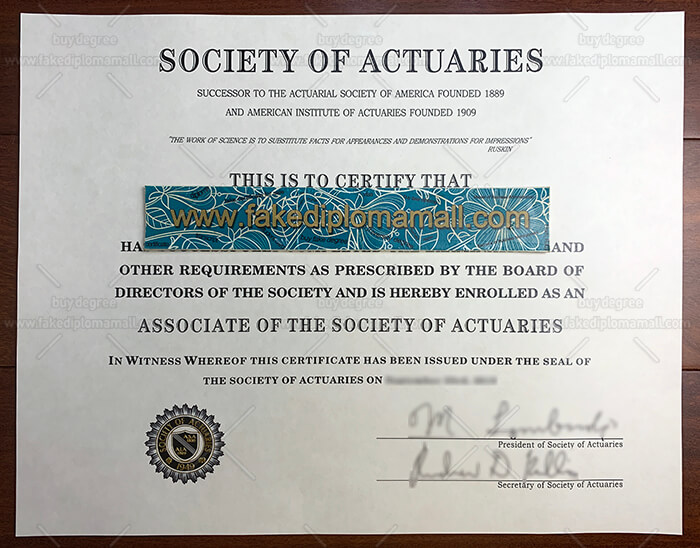 SOCIETY OF ACTUARIES
SUCCESSOR TO THE ACTUARIAL SOCIETY OF AMERICA FOUNDED 1889
AND AMERICAN INSTITUTE OF ACTUARIES FOUNDED 1909
"THE WORK OF SCIENCE IS TO SUBSTITUTE FACTS FOR APPEARANCES AND DEMONSTRATIONS FOR IMPRESSIONS"
RUSKIN
THIS IS TO CERTIFY THAT
www.fakediplomamall.com
HA AND
OTHER REQUIREMENTS AS PRESCRIBED BY THE BOARD OF
DIRECTORS OF THE SOCIETY AND IS HEREBY ENROLLED AS AN
ASSOCIATE OF THE SOCIETY OF ACTUARIES
IN WITNESS WHEREOF THIS CERTIFICATE HAS BEEN ISSUED UNDER THE SEAL OF
THE SOCIETY OF ACTUARIES ON
SOCIETY OF ACTUARIES
1949
President of Society of Actuaries
Secretary of Society of Actuaries
buydegree
www.fakediplomamall.com